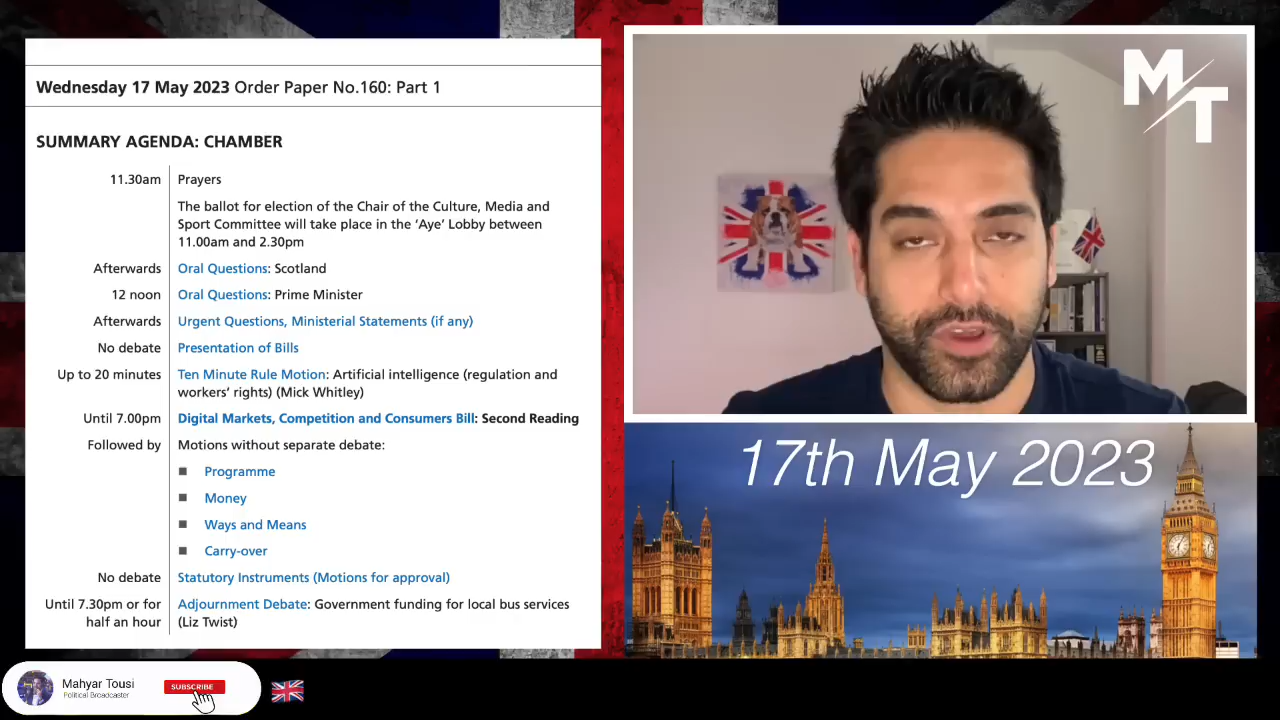 Wednesday 17 May 2023 Order Paper No.160: Part 1
SUMMARY AGENDA: CHAMBER
11.30am Prayers
The ballot for election of the Chair of the Culture, Media and
Sport Committee will take place in the ‘Aye’ Lobby between
11.00am and 2.30pm
Afterwards Oral Questions: Scotland
12 noon Oral Questions: Prime Minister
Afterwards Urgent Questions, Ministerial Statements (if any)
No debate Presentation of Bills
Up to 20 minutes Ten Minute Rule Motion: Artificial intelligence (regulation and
workers’ rights) (Mick Whitley)
Until 7.00pm Digital Markets, Competition and Consumers Bill: Second Reading
Followed by Motions without separate debate:
■ Programme
■ Money
■ Ways and Means
■ Carry-over
No debate Statutory Instruments (Motions for approval)
Until 7.30pm or for Adjournment Debate: Government funding for local bus services
half an hour (Liz Twist)
MT
17th May 2023
Mahyar Tousi
Political Broadcaster
SUBSCRIBE